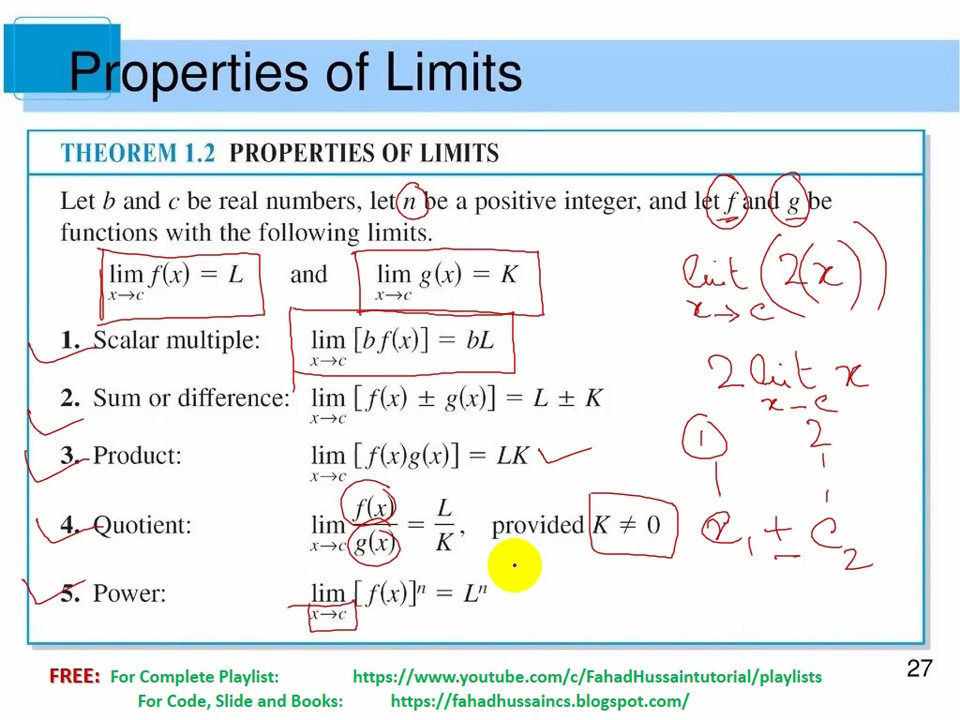 Properties of Limits
THEOREM 1.2 PROPERTIES OF LIMITS
Let b and c be real numbers, let n be a positive integer, and let f and g be
functions with the following limits.
lim x→c f(x) = L and lim x→c g(x) = K
1. Scalar multiple: lim x→c [b f(x)] = bL
2. Sum or difference: lim x→c [f(x) ± g(x)] = L ± K
3. Product: lim x→c [f(x)g(x)] = LK
4. Quotient: lim x→c f(x)/g(x) = L/K, provided K ≠ 0
5. Power: lim x→c [f(x)]ⁿ = Lⁿ
(2(x))
x→c
2 x
x–c
1 2
± c₂
FREE: For Complete Playlist: https://www.youtube.com/c/FahadHussaintutorial/playlists
For Code, Slide and Books: https://fahadhussaincs.blogspot.com/
27